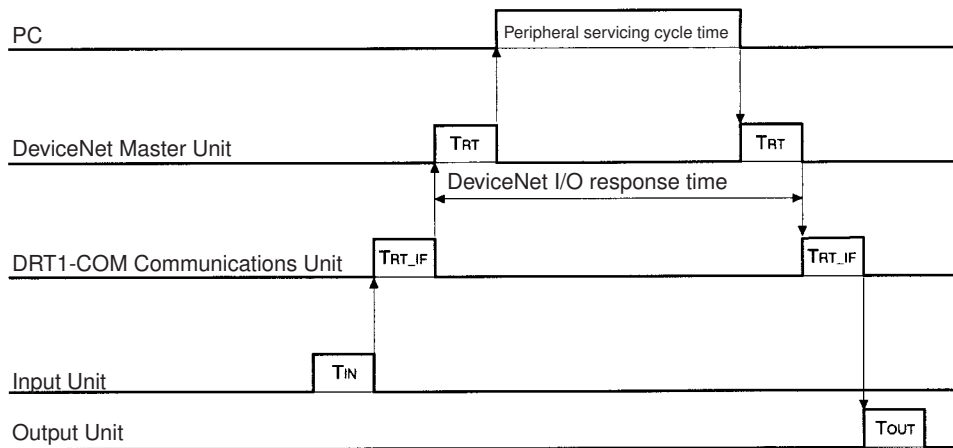 PC
Peripheral servicing cycle time
DeviceNet Master Unit
TRT
TRT
DeviceNet I/O response time
DRT1-COM Communications Unit
TRT_IF
TRT_IF
Input Unit
TIN
Output Unit
TOUT